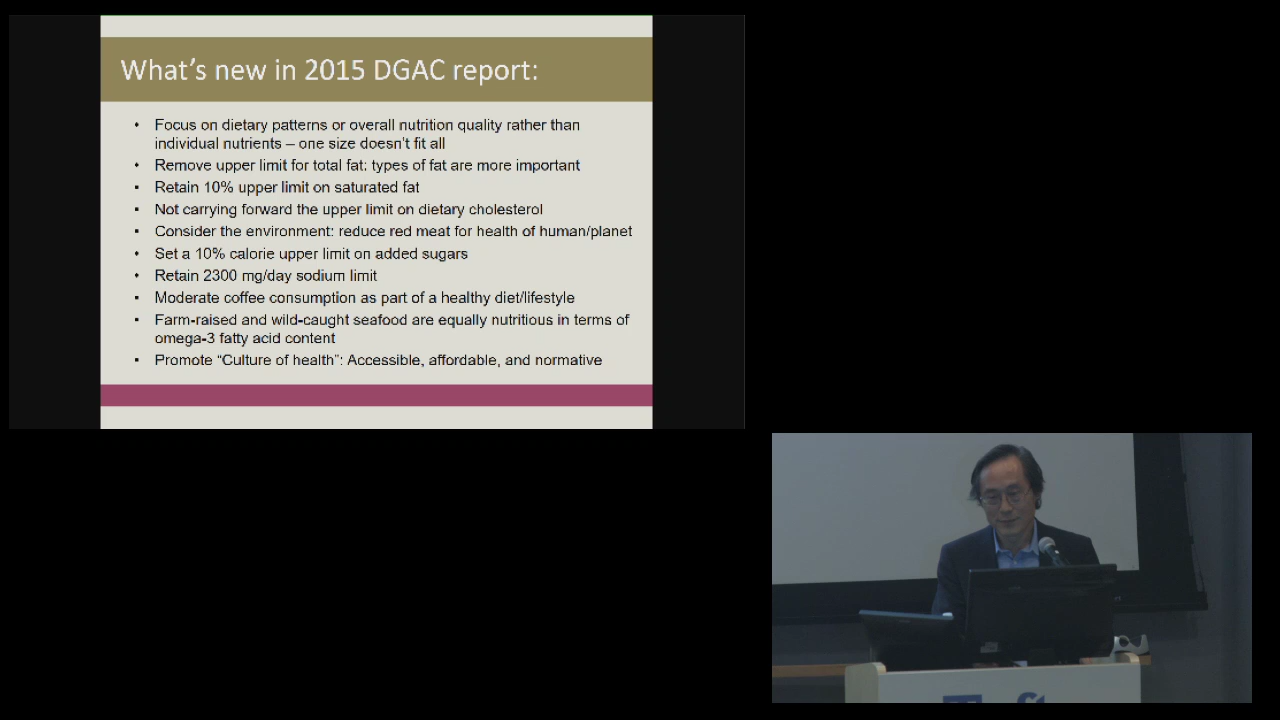 What's new in 2015 DGAC report:
• Focus on dietary patterns or overall nutrition quality rather than
individual nutrients – one size doesn't fit all
• Remove upper limit for total fat: types of fat are more important
• Retain 10% upper limit on saturated fat
• Not carrying forward the upper limit on dietary cholesterol
• Consider the environment: reduce red meat for health of human/planet
• Set a 10% calorie upper limit on added sugars
• Retain 2300 mg/day sodium limit
• Moderate coffee consumption as part of a healthy diet/lifestyle
• Farm-raised and wild-caught seafood are equally nutritious in terms of
omega-3 fatty acid content
• Promote “Culture of health”: Accessible, affordable, and normative